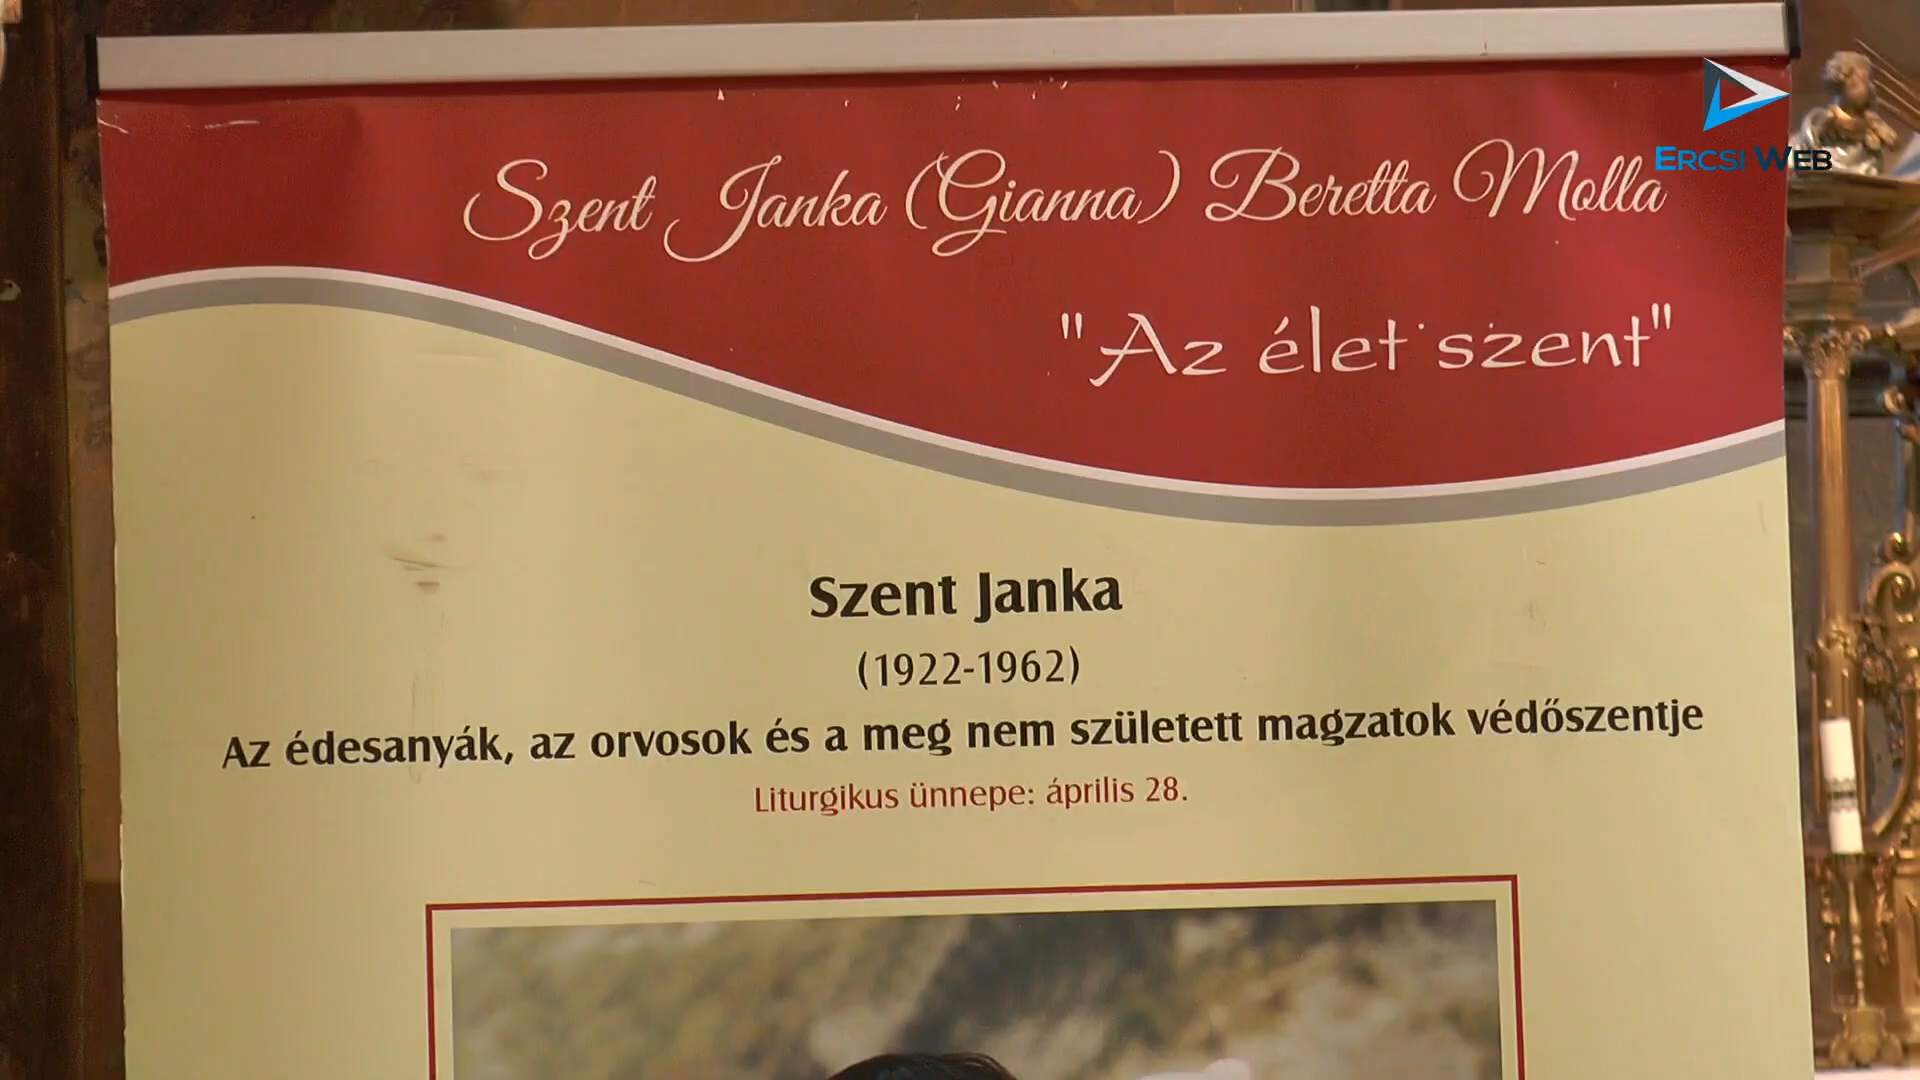 Szent Janka (Gianna) Beretta Molla
"Az élet szent"
ERCSI WEB
Szent Janka
(1922-1962)
Az édesanyák, az orvosok és a meg nem született magzatok védőszentje
Liturgikus ünnepe: április 28.